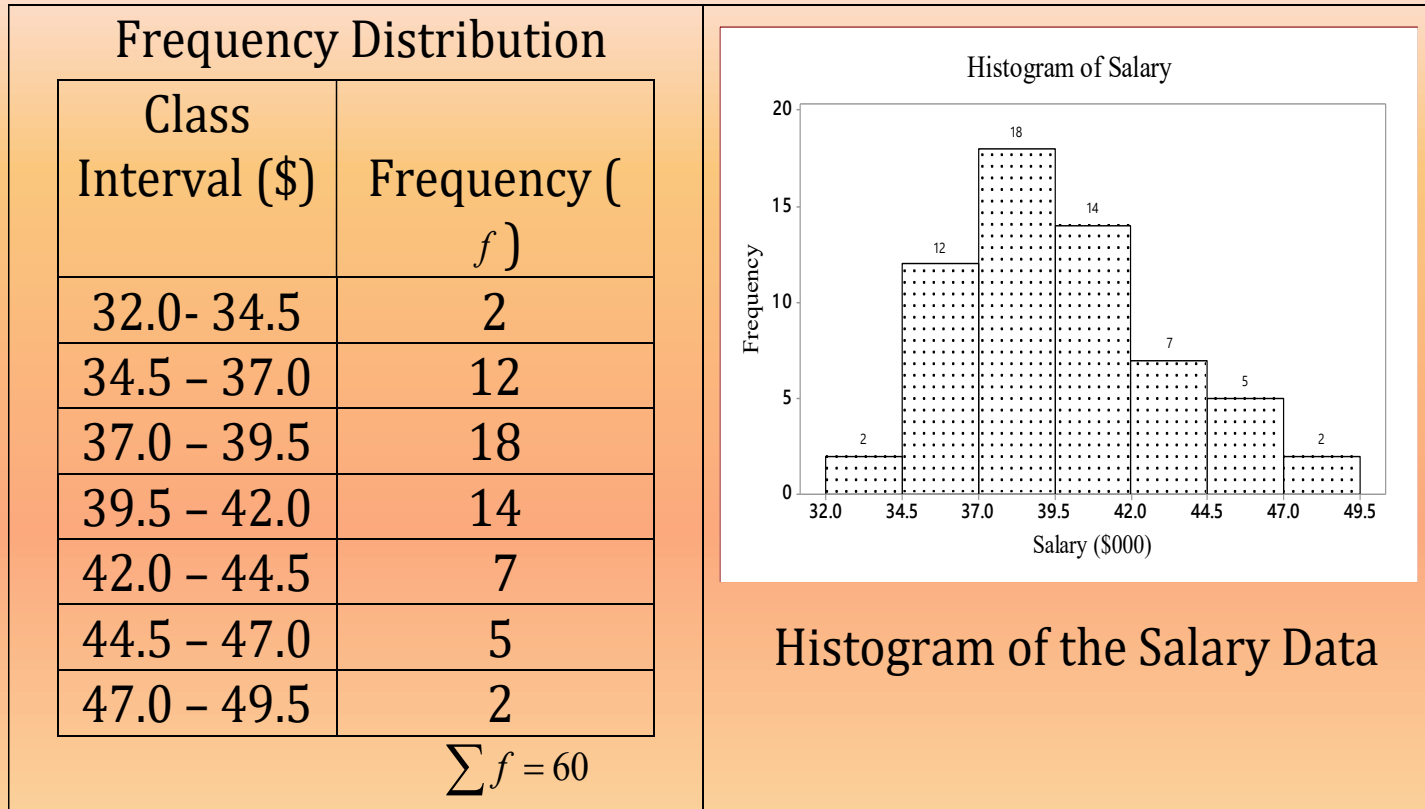 Frequency Distribution
Class
Interval ($)
Frequency (
f )
32.0- 34.5 2
34.5 – 37.0 12
37.0 – 39.5 18
39.5 – 42.0 14
42.0 – 44.5 7
44.5 – 47.0 5
47.0 – 49.5 2
∑ f = 60
Histogram of Salary
Frequency
20
15
10
5
0
2
12
18
14
7
5
2
32.0 34.5 37.0 39.5 42.0 44.5 47.0 49.5
Salary ($000)
Histogram of the Salary Data